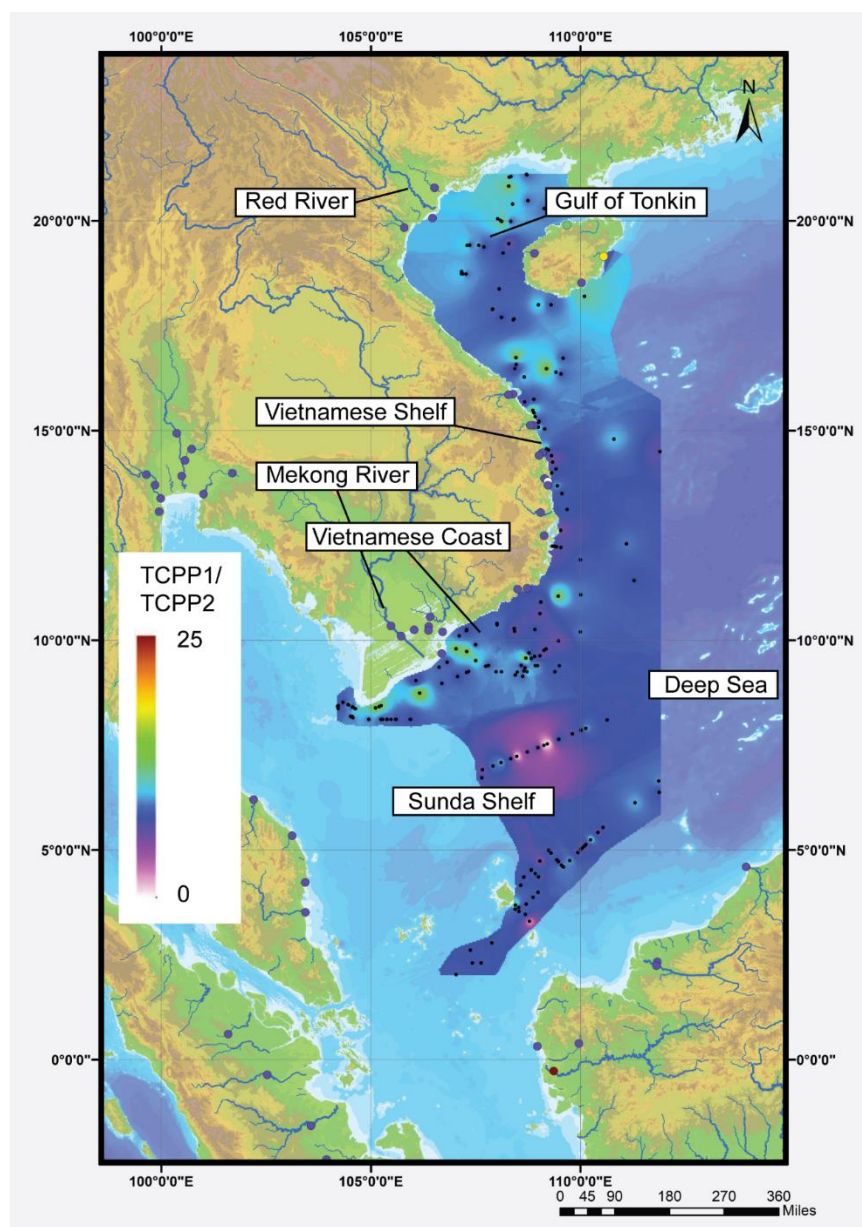 100°0'0"E 105°0'0"E 110°0'0"E
N
20°0'0"N 20°0'0"N
Red River
Gulf of Tonkin
15°0'0"N 15°0'0"N
Vietnamese Shelf
Mekong River
Vietnamese Coast
TCPP1/
TCPP2
25
10°0'0"N 10°0'0"N
Deep Sea
Sunda Shelf
0
5°0'0"N 5°0'0"N
0°0'0" 0°0'0"
100°0'0"E 105°0'0"E 110°0'0"E
0 45 90 180 270 360
Miles